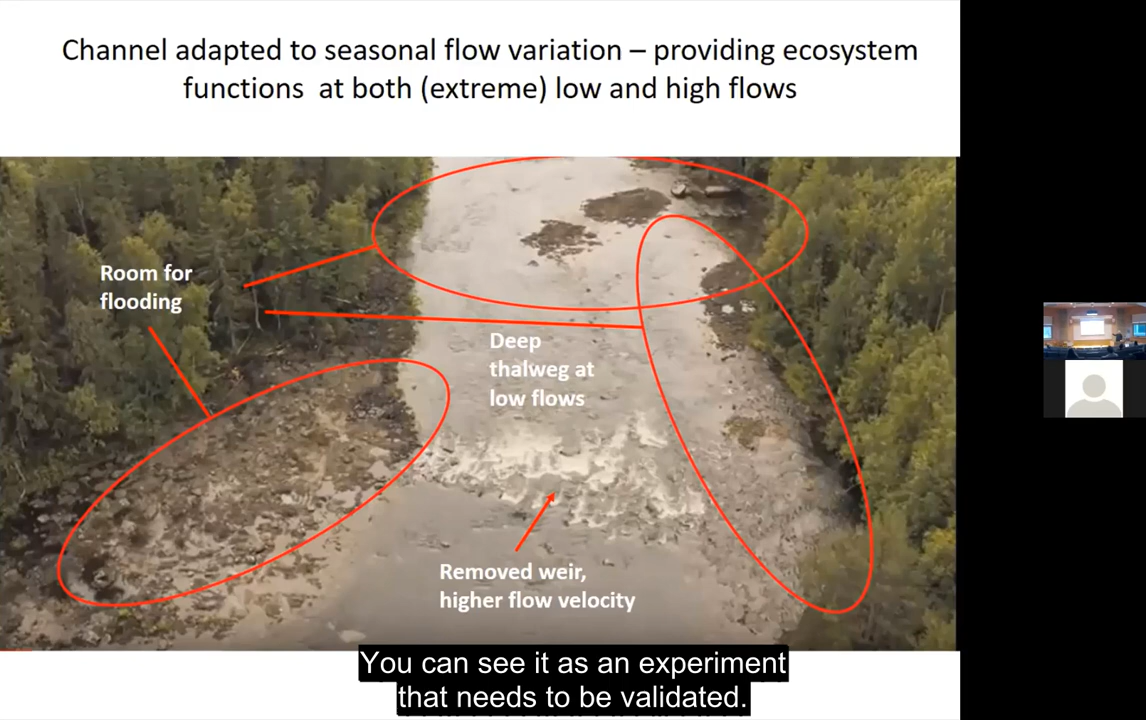 Channel adapted to seasonal flow variation – providing ecosystem
functions at both (extreme) low and high flows
Room for
flooding
Deep
thalweg at
low flows
Removed weir,
higher flow velocity
You can see it as an experiment
that needs to be validated.